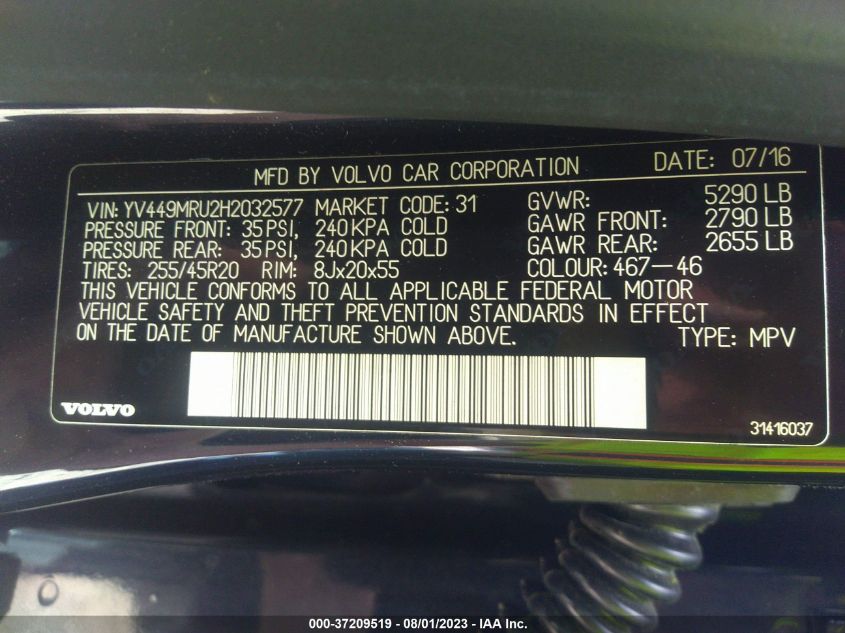 MFD BY VOLVO CAR CORPORATION DATE: 07/16
VIN: YV449MRU2H2032577 MARKET CODE: 31 GVWR: 5290 LB
PRESSURE FRONT: 35 PSI, 240 KPA COLD GAWR FRONT: 2790 LB
PRESSURE REAR: 35 PSI, 240 KPA COLD GAWR REAR: 2655 LB
TIRES: 255/45R20 RIM: 8Jx20x55 COLOUR: 467-46
THIS VEHICLE CONFORMS TO ALL APPLICABLE FEDERAL MOTOR
VEHICLE SAFETY AND THEFT PREVENTION STANDARDS IN EFFECT
ON THE DATE OF MANUFACTURE SHOWN ABOVE. TYPE: MPV
VOLVO
31416037
000-37209519 - 08/01/2023 - IAA Inc.